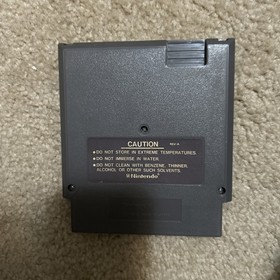 CAUTION REV-A
•DO NOT STORE IN EXTREME TEMPERATURES.
•DO NOT IMMERSE IN WATER.
•DO NOT CLEAN WITH BENZENE, THINNER,
ALCOHOL OR OTHER SUCH SOLVENTS.
Nintendo